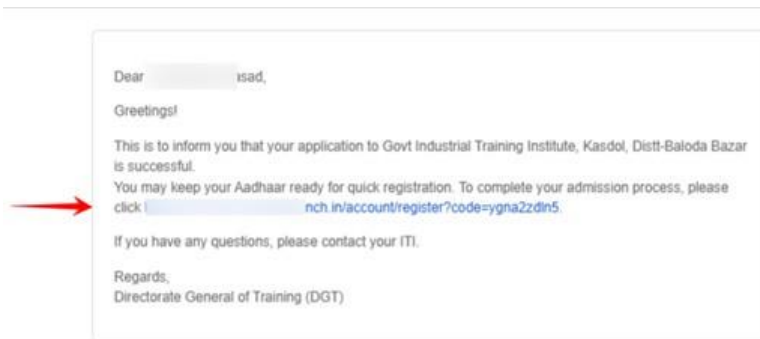 Dear
Greetings!
This is to inform you that your application to Govt Industrial Training Institute, Kasdol, Distt-Baloda Bazar
is successful.
You may keep your Aadhaar ready for quick registration. To complete your admission process, please
click nch.in/account/register?code=ygna2zdln5.
If you have any questions, please contact your ITI.
Regards,
Directorate General of Training (DGT)